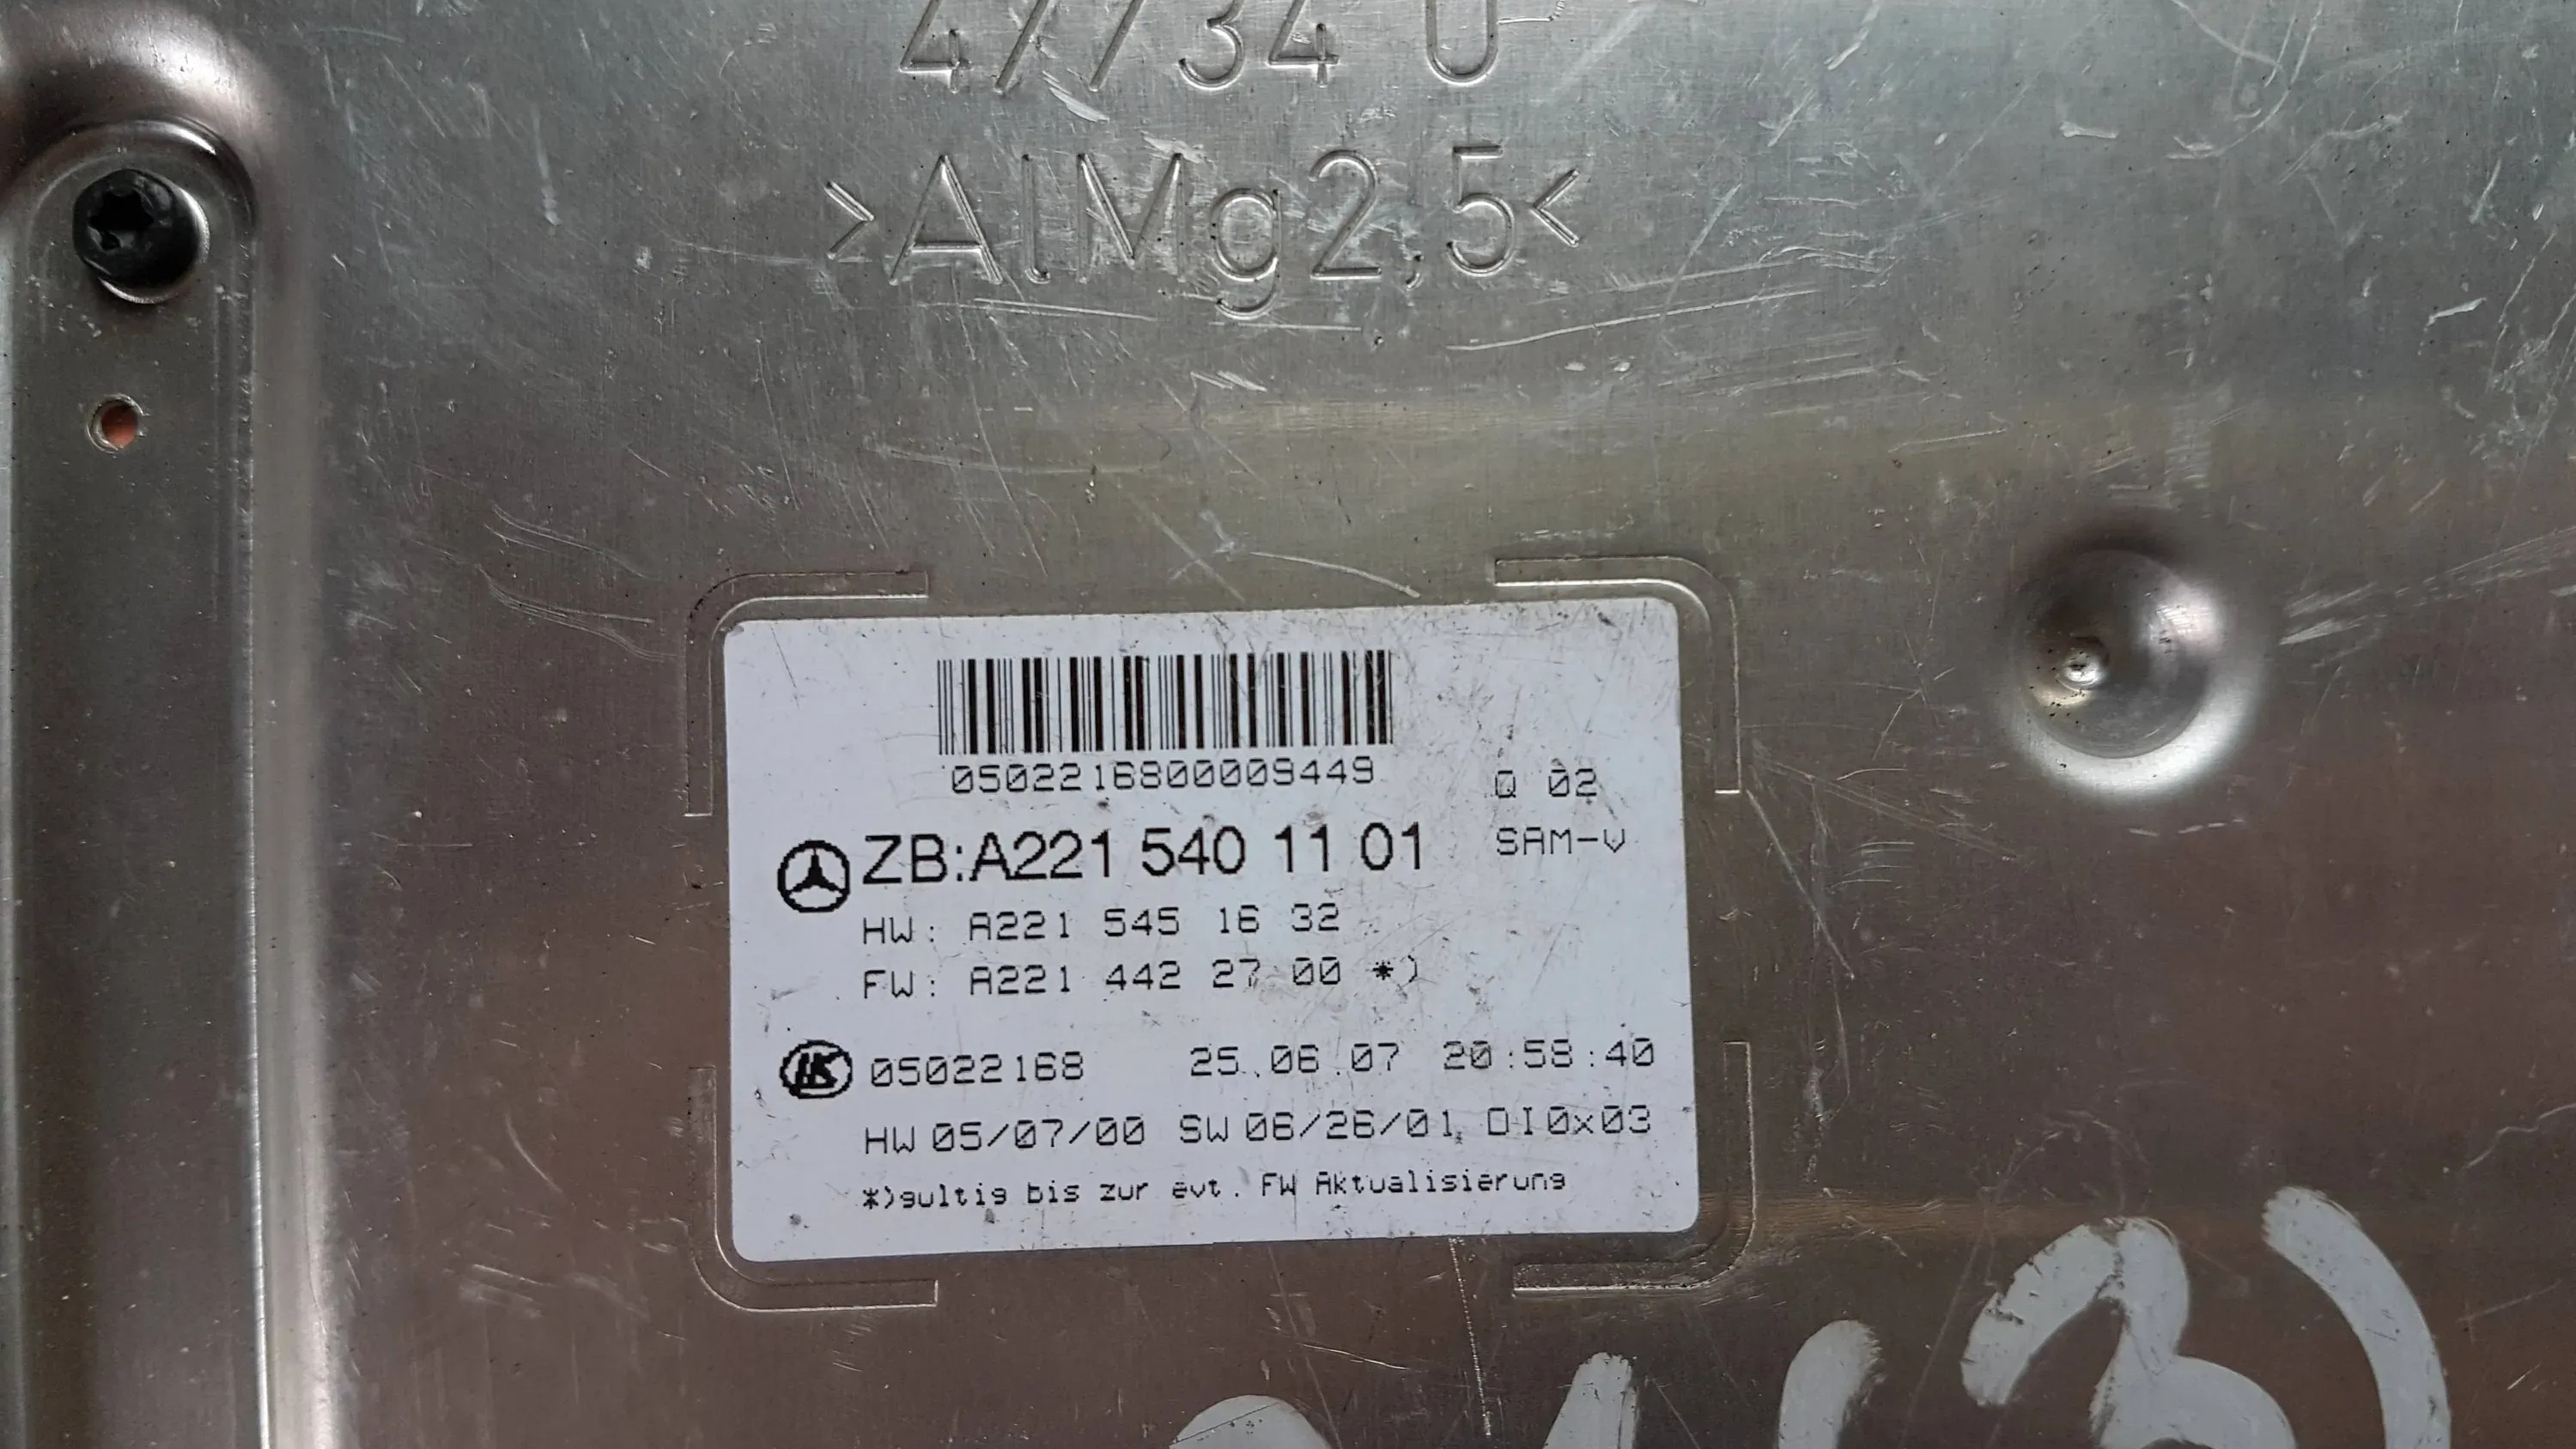 >AlMg2,5<
0502216800009449
Q 02
SAM-V
ZB:A221 540 11 01
HW: A221 545 16 32
FW: A221 442 27 00 *)
HK 05022168 25.06.07 20:58:40
HW 05/07/00 SW 06/26/01, DI0x03
*)gultig bis zur evt. FW Aktualisierung
3)